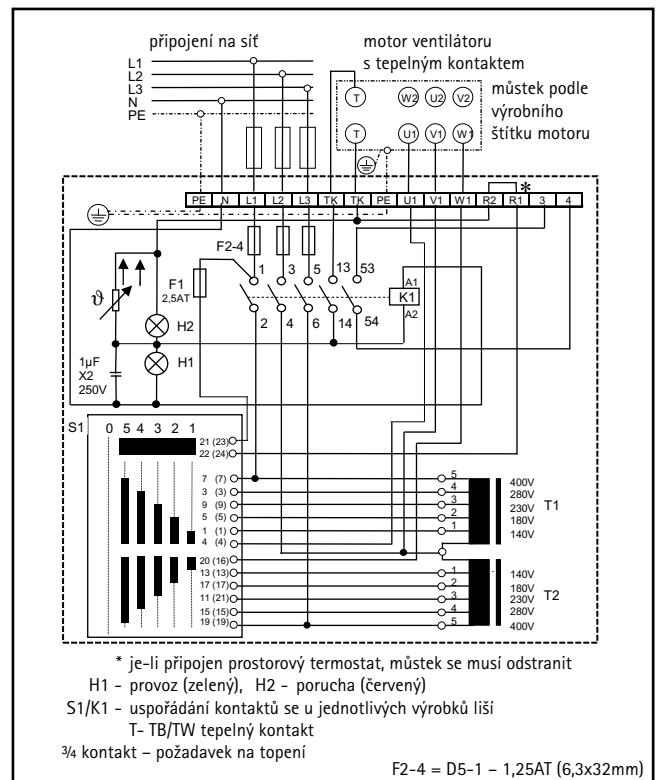 připojení na síť
motor ventilátoru
s tepelným kontaktem
L1
L2
L3
N
PE
můstek podle
výrobního
štítku motoru
T W2 U2 V2
T U1 V1 W1
PE N L1 L2 L3 TK TK PE U1 V1 W1 R2 R1 3 4
*
F2-4
F1
2,5AT
1 3 5 13 53
2 4 6 14 54
A1
K1
A2
ϑ
H2
H1
1µF
X2
250V
S1 0 5 4 3 2 1
21 (23)
22 (24)
7 (7)
3 (3)
9 (9)
5 (5)
1 (1)
4 (4)
20 (16)
13 (13)
17 (17)
11 (21)
15 (15)
19 (19)
5 400V
4 280V
3 230V T1
2 180V
1 140V
1 140V
2 180V
3 230V T2
4 280V
5 400V
* je-li připojen prostorový termostat, můstek se musí odstranit
H1 - provoz (zelený), H2 - porucha (červený)
S1/K1 - uspořádání kontaktů se u jednotlivých výrobků liší
T- TB/TW tepelný kontakt
¾ kontakt – požadavek na topení
F2-4 = D5-1 – 1,25AT (6,3x32mm)